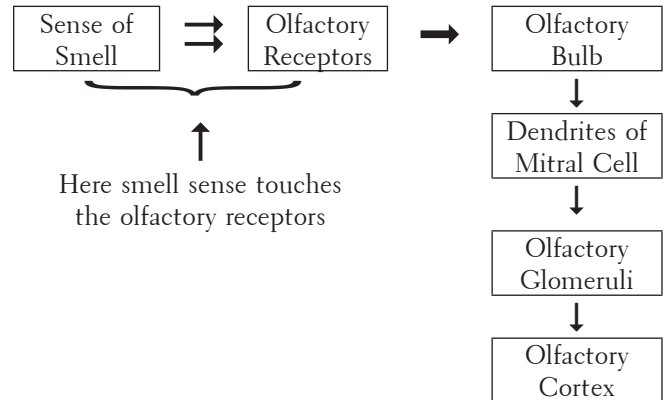 Sense of
Smell
Olfactory
Receptors
Olfactory
Bulb
Dendrites of
Mitral Cell
Here smell sense touches
the olfactory receptors
Olfactory
Glomeruli
Olfactory
Cortex